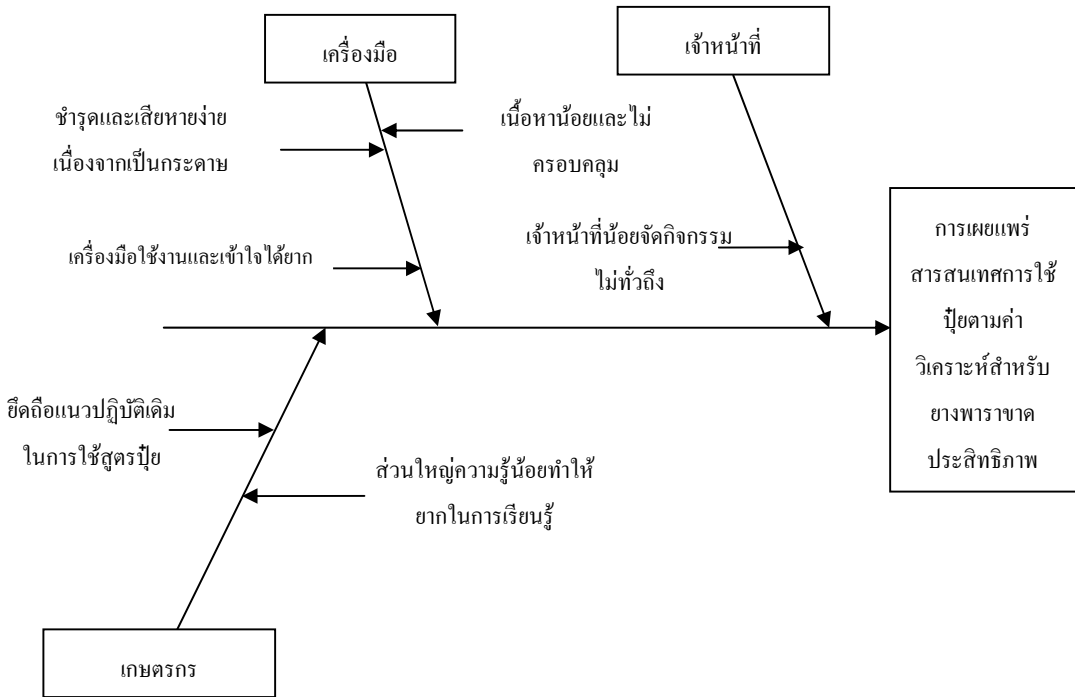 เครื่องมือ
เจ้าหน้าที่
ชำรุดและเสียหายง่าย
เนื่องจากเป็นกระดาษ
เนื้อหาน้อยและไม่
ครอบคลุม
เครื่องมือใช้งานและเข้าใจได้ยาก
เจ้าหน้าที่น้อยจัดกิจกรรม
ไม่ทั่วถึง
การเผยแพร่
สารสนเทศการใช้
ปุ๋ยตามค่า
วิเคราะห์สำหรับ
ยางพาราขาด
ประสิทธิภาพ
ยึดถือแนวปฏิบัติเดิม
ในการใช้สูตรปุ๋ย
ส่วนใหญ่ความรู้น้อยทำให้
ยากในการเรียนรู้
เกษตรกร